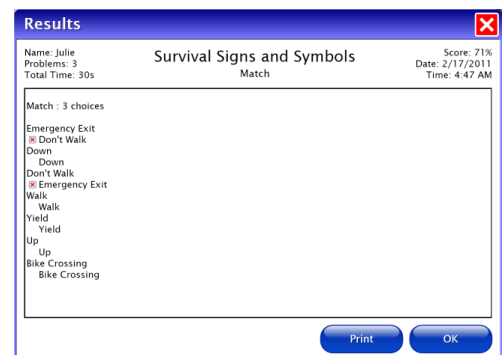 Results
Name: Julie
Problems: 3
Total Time: 30s
Survival Signs and Symbols
Match
Score: 71%
Date: 2/17/2011
Time: 4:47 AM
Match : 3 choices
Emergency Exit
Don't Walk
Down
Down
Don't Walk
Emergency Exit
Walk
Walk
Yield
Yield
Up
Up
Bike Crossing
Bike Crossing
Print
OK